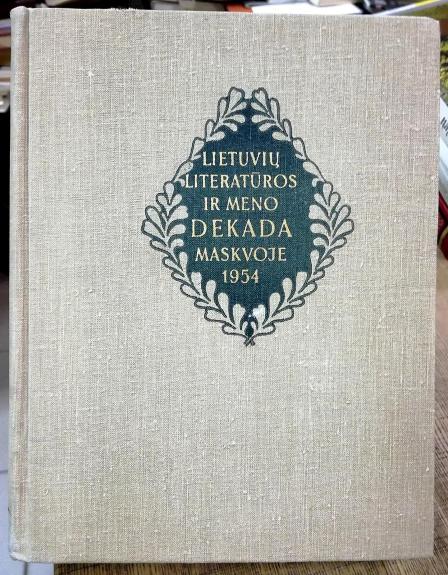 LIETUVIŲ
LITERATŪROS
IR MENO
DEKADA
MASKVOJE
1954